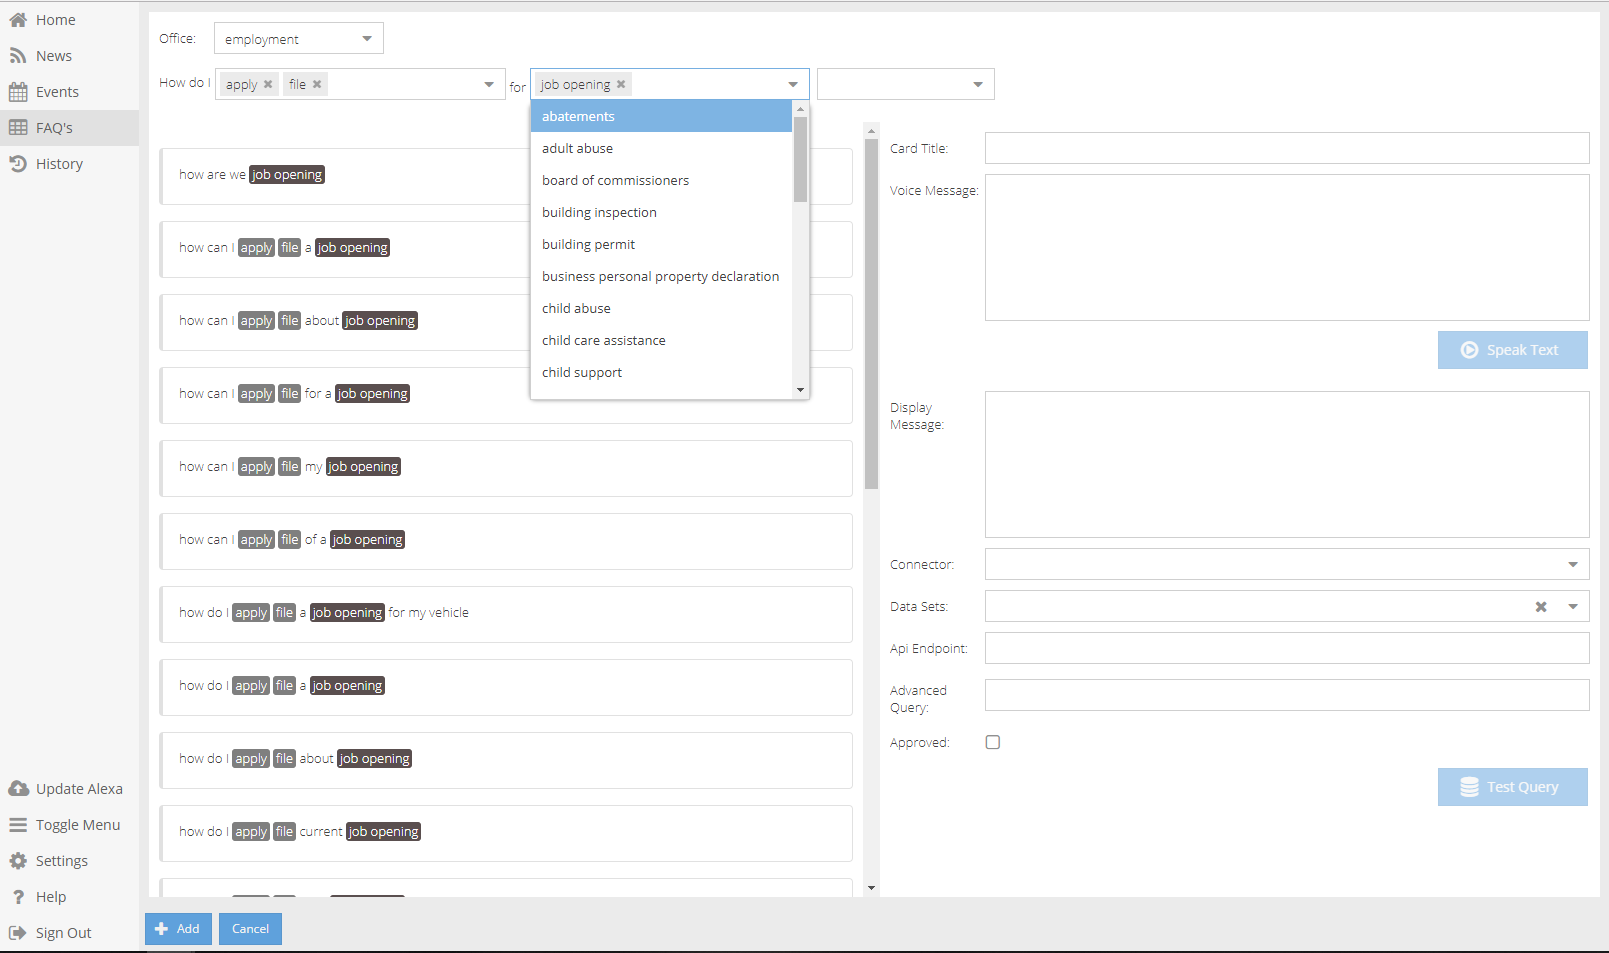 Home
News
Events
FAQ's
History
Update Alexa
Toggle Menu
Settings
Help
Sign Out
Office: employment
How do I apply file for job opening
abatements
adult abuse
board of commissioners
building inspection
building permit
business personal property declaration
child abuse
child care assistance
child support
how are we job opening
how can I apply file a job opening
how can I apply file about job opening
how can I apply file for a job opening
how can I apply file my job opening
how can I apply file of a job opening
how do I apply file a job opening for my vehicle
how do I apply file a job opening
how do I apply file about job opening
how do I apply file current job opening
Card Title:
Voice Message:
Speak Text
Display
Message:
Connector:
Data Sets:
Api Endpoint:
Advanced
Query:
Approved:
Test Query
Add
Cancel